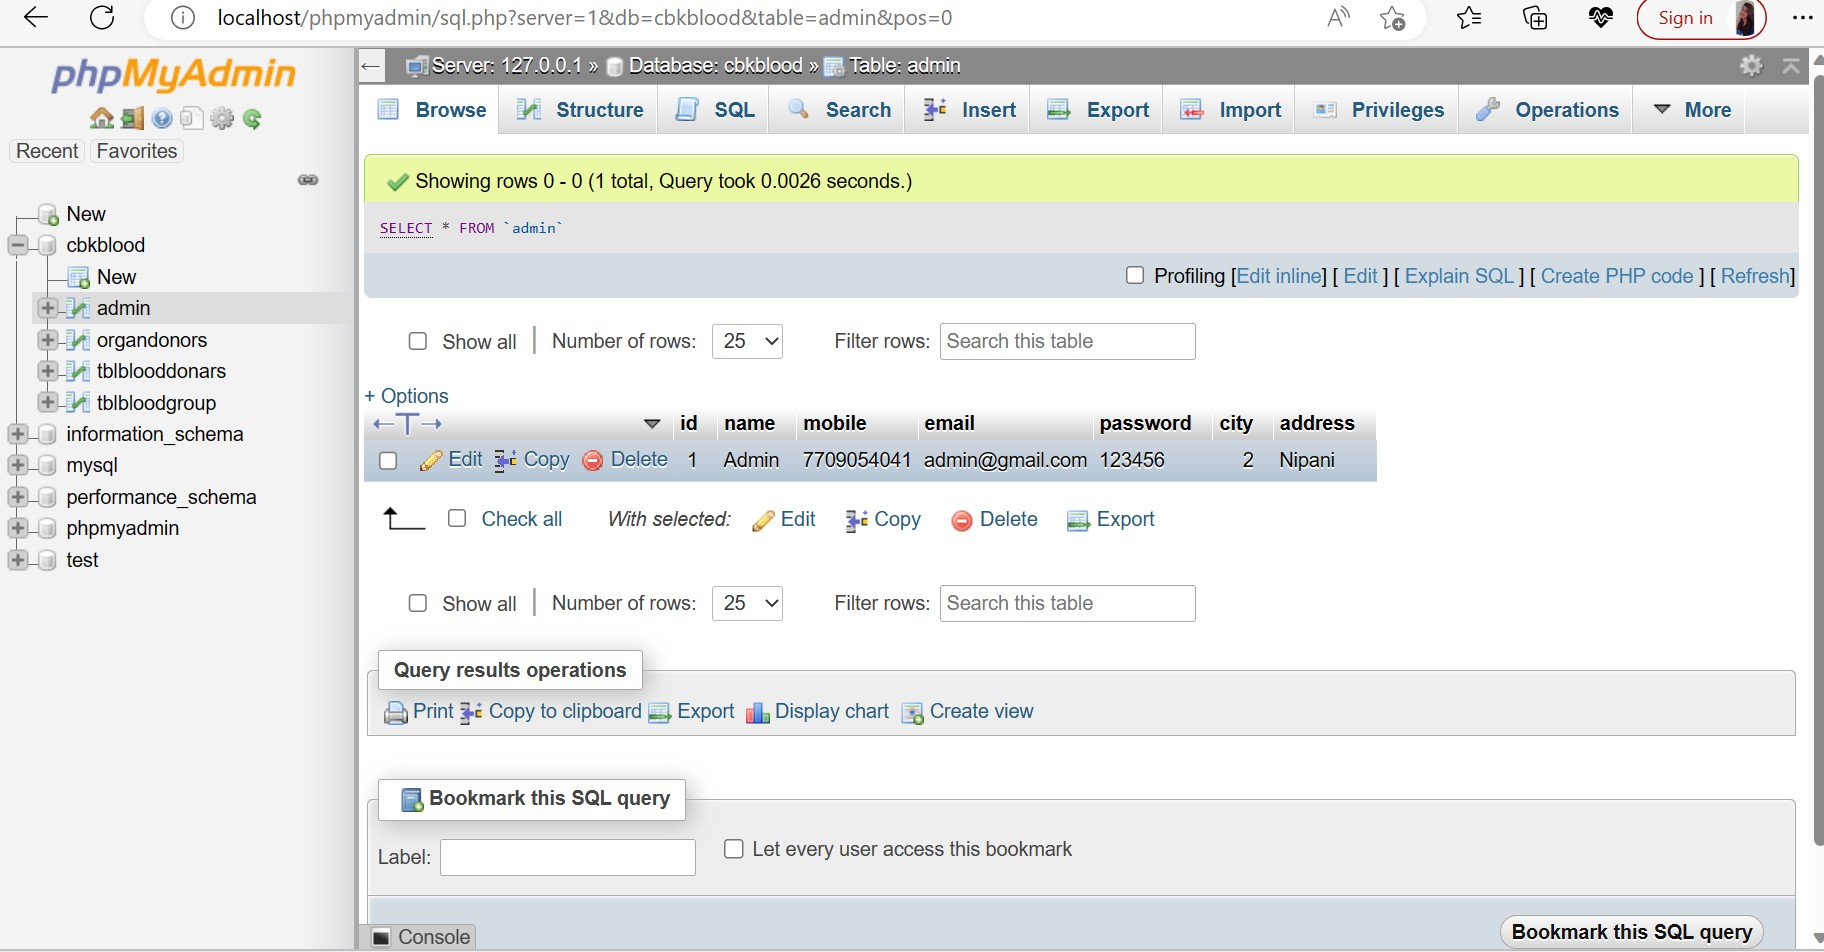 localhost/phpmyadmin/sql.php?server=1&db=cbkblood&table=admin&pos=0
Sign in
phpMyAdmin
Recent Favorites
New
cbkblood
New
admin
organdonors
tblblooddonars
tblbloodgroup
information_schema
mysql
performance_schema
phpmyadmin
test
Server: 127.0.0.1 » Database: cbkblood » Table: admin
Browse Structure SQL Search Insert Export Import Privileges Operations More
Showing rows 0 - 0 (1 total, Query took 0.0026 seconds.)
SELECT * FROM `admin`
Profiling [Edit inline] [ Edit ] [ Explain SQL ] [ Create PHP code ] [ Refresh]
Show all Number of rows: 25 Filter rows: Search this table
+ Options
id name mobile email password city address
Edit Copy Delete 1 Admin 7709054041 admin@gmail.com 123456 2 Nipani
Check all With selected: Edit Copy Delete Export
Show all Number of rows: 25 Filter rows: Search this table
Query results operations
Print Copy to clipboard Export Display chart Create view
Bookmark this SQL query
Label: Let every user access this bookmark
Bookmark this SQL query
Console